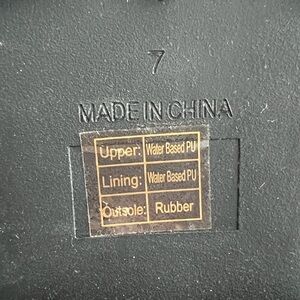 7
MADE IN CHINA
Upper: Water Based PU
Lining: Water Based PU
Outsole: Rubber